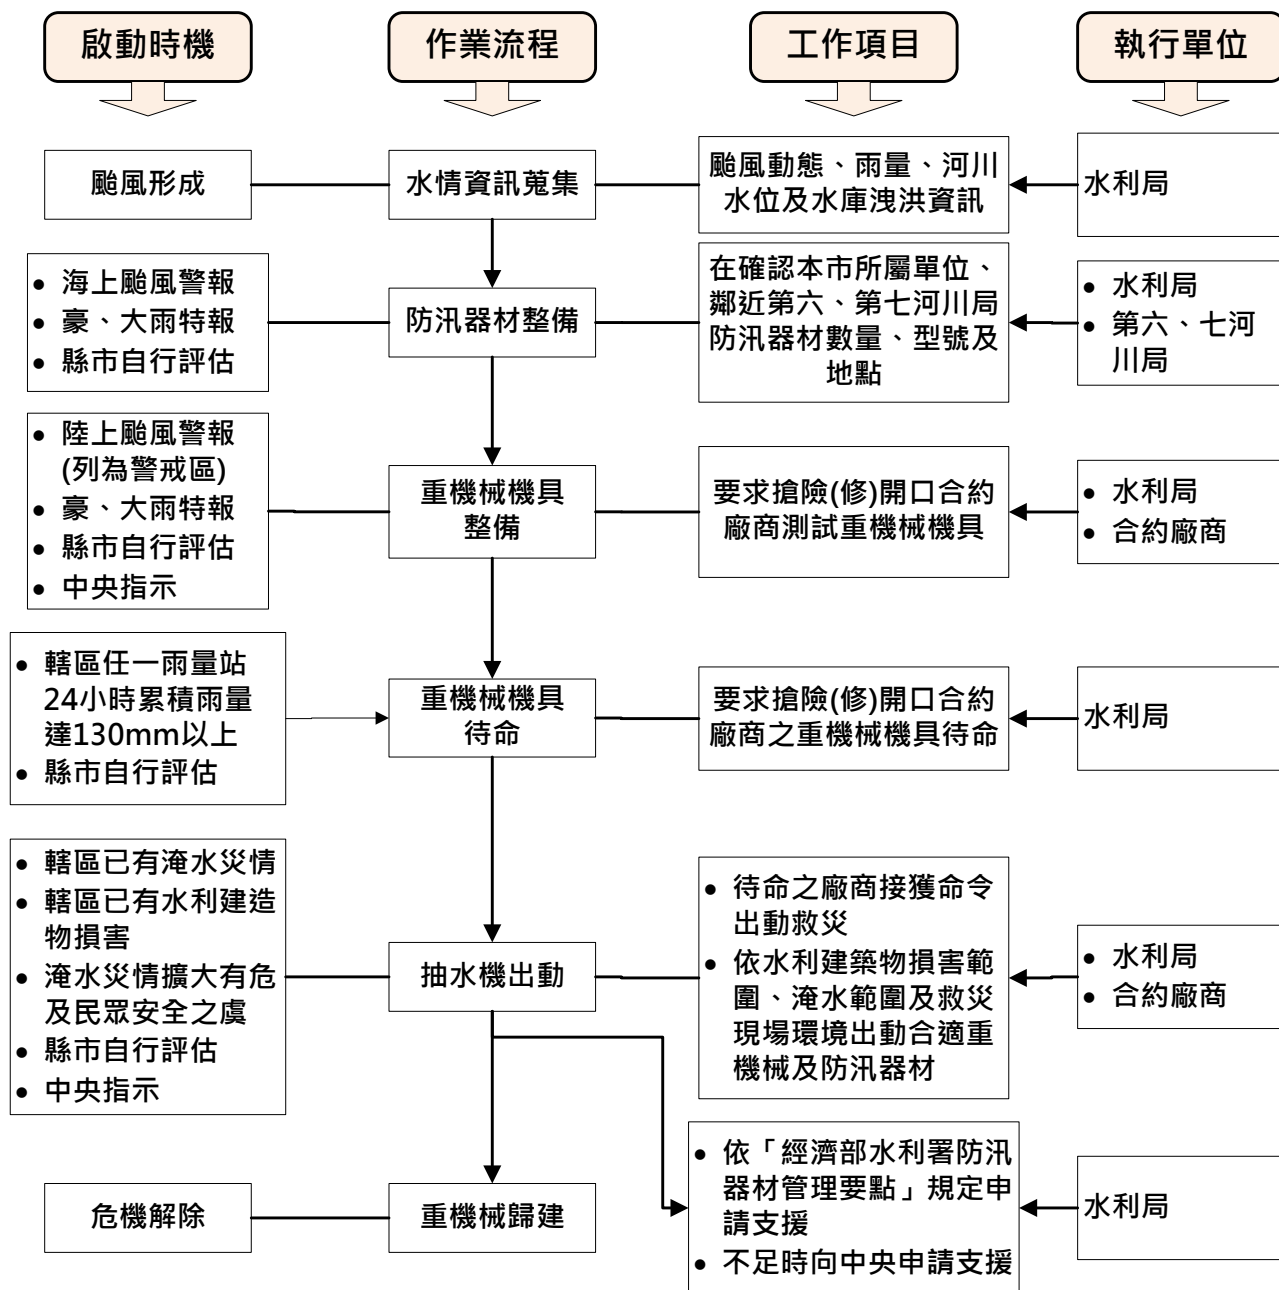 啟動時機
作業流程
工作項目
執行單位
颱風形成
水情資訊蒐集
颱風動態、雨量、河川
水位及水庫洩洪資訊
水利局
• 海上颱風警報
• 豪、大雨特報
• 縣市自行評估
防汛器材整備
在確認本市所屬單位、
鄰近第六、第七河川局
防汛器材數量、型號及
地點
• 水利局
• 第六、七河
川局
• 陸上颱風警報
(列為警戒區)
• 豪、大雨特報
• 縣市自行評估
• 中央指示
重機械機具
整備
要求搶險(修)開口合約
廠商測試重機械機具
• 水利局
• 合約廠商
• 轄區任一雨量站
24小時累積雨量
達130mm以上
• 縣市自行評估
重機械機具
待命
要求搶險(修)開口合約
廠商之重機械機具待命
水利局
• 轄區已有淹水災情
• 轄區已有水利建造
物損害
• 淹水災情擴大有危
及民眾安全之虞
• 縣市自行評估
• 中央指示
抽水機出動
• 待命之廠商接獲命令
出動救災
• 依水利建築物損害範
圍、淹水範圍及救災
現場環境出動合適重
機械及防汛器材
• 水利局
• 合約廠商
危機解除
重機械歸建
• 依「經濟部水利署防汛
器材管理要點」規定申
請支援
• 不足時向中央申請支援
水利局